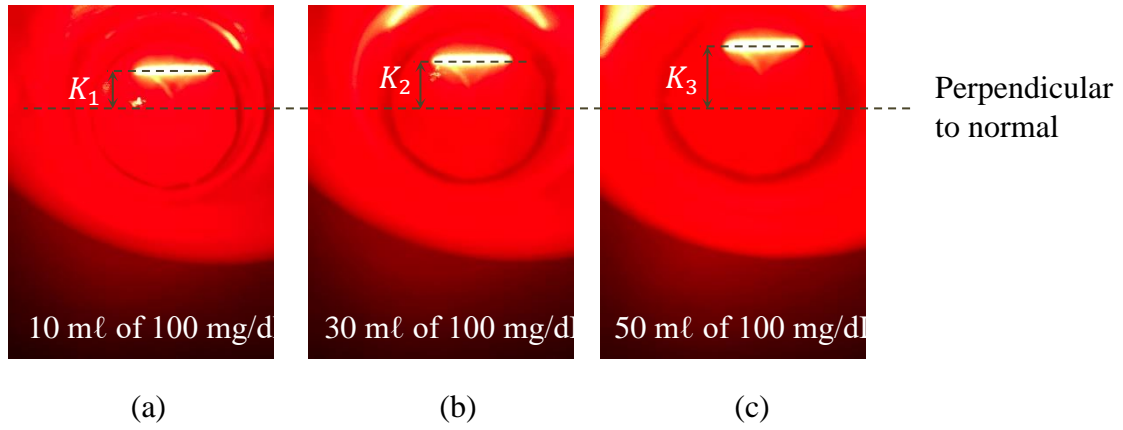 K₁
K₂
K₃
Perpendicular
to normal
10 mℓ of 100 mg/dl
30 mℓ of 100 mg/dl
50 mℓ of 100 mg/dl
(a)
(b)
(c)